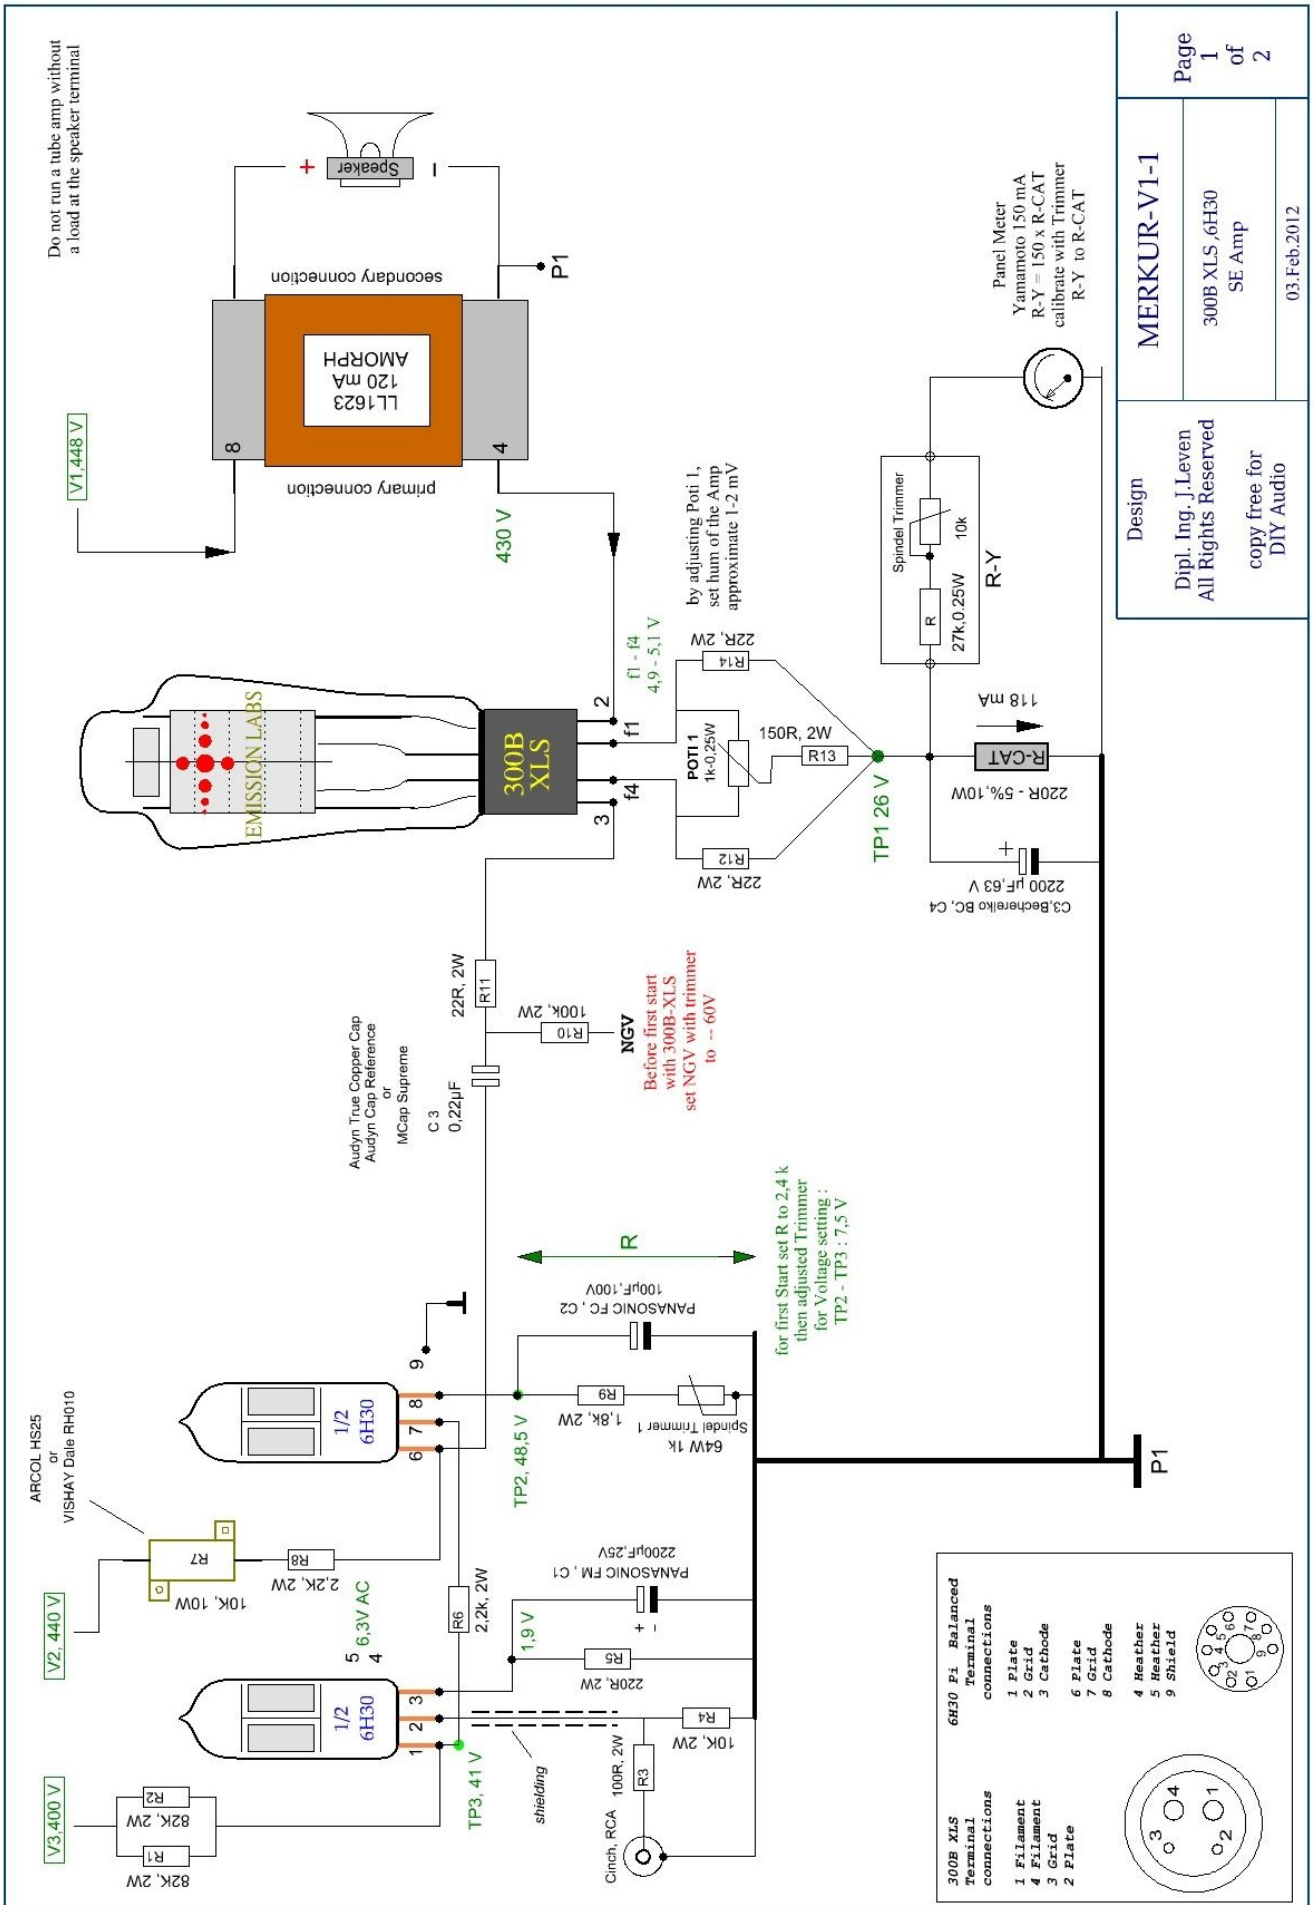 Do not run a tube amp without
a load at the speaker terminal
V3,400 V
V2, 440 V
V1,448 V
ARCOL HS25
or
VISHAY Dale RH010
R1
82K, 2W
R2
82K, 2W
R7
10K, 10W
R8
2,2K, 2W
1/2
6H30
1
2
3
5
4
6,3V AC
1/2
6H30
6
7
8
9
TP3, 41 V
R6
2,2k, 2W
shielding
Cinch, RCA
100R, 2W
R3
R4
10K, 2W
1,9 V
R5
220R, 2W
PANASONIC FM , C1
2200µF,25V
+
-
TP2, 48,5 V
R9
1,8k, 2W
Spindel Trimmer 1
64W 1k
PANASONIC FC , C2
100µF,100V
R
for first Start set R to 2,4 k
then adjusted Trimmer
for Voltage setting :
TP2 - TP3 : 7,5 V
Audyn True Copper Cap
Audyn Cap Reference
or
MCap Supreme
C 3
0,22µF
22R, 2W
R11
R10
100k, 2W
NGV
Before first start
with 300B-XLS
set NGV with trimmer
to -- 60V
EMISSION LABS
300B
XLS
3
f4
f1
2
f1 - f4
4,9 - 5,1 V
R12
22R, 2W
POTI 1
1k-0,25W
R14
22R, 2W
150R, 2W
R13
by adjusting Poti 1,
set hum of the Amp
approximate 1-2 mV
TP1 26 V
C3,Becherelko BC, C4
2200 µF,63 V
+
R-CAT
220R - 5%,10W
118 mA
R
27k,0.25W
Spindel Trimmer
10k
R-Y
Panel Meter
Yamamoto 150 mA
R-Y = 150 x R-CAT
calibrate with Trimmer
R-Y to R-CAT
8
4
primary connection
secondary connection
LL1623
120 mA
AMORPH
430 V
+
Speaker
-
P1
P1
300B XLS
Terminal
connections
1 Filament
4 Filament
3 Grid
2 Plate
3
4
2
1
6H30 Pi Balanced
Terminal
connections
1 Plate
2 Grid
3 Cathode
6 Plate
7 Grid
8 Cathode
4 Heather
5 Heather
9 Shield
1
2
3
4
5
6
7
8
9
Design
Dipl. Ing. J.Leven
All Rights Reserved
copy free for
DIY Audio
MERKUR-V1-1
300B XLS ,6H30
SE Amp
03.Feb.2012
Page
1
of
2